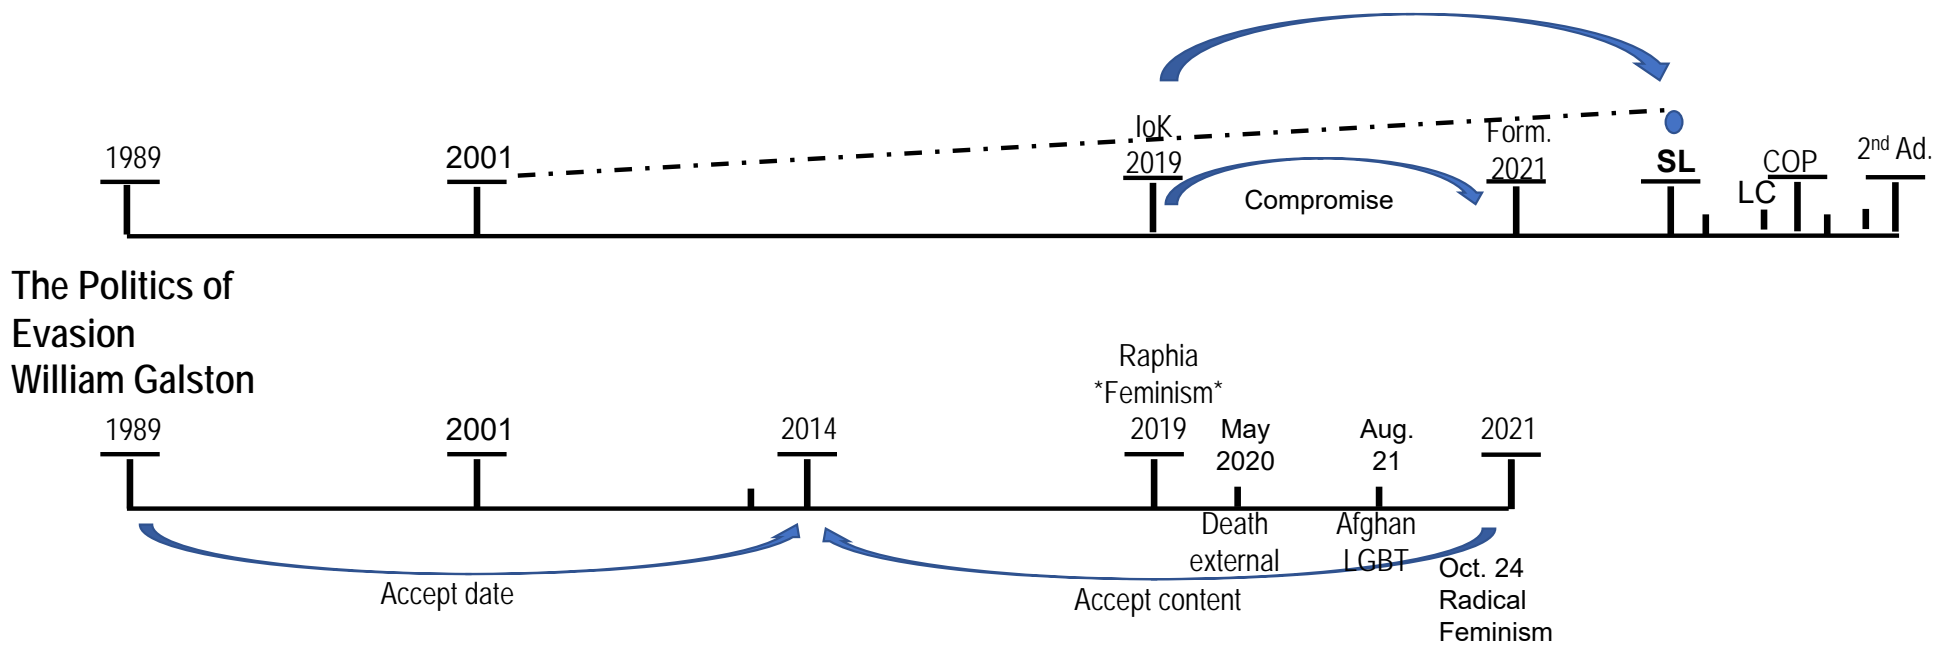 1989
2001
IoK
2019
Compromise
Form.
2021
SL
LC
COP
2nd Ad.
The Politics of
Evasion
William Galston
1989
2001
2014
Raphia
*Feminism*
2019
May
2020
Aug.
21
2021
Death
external
Afghan
LGBT
Oct. 24
Radical
Feminism
Accept date
Accept content